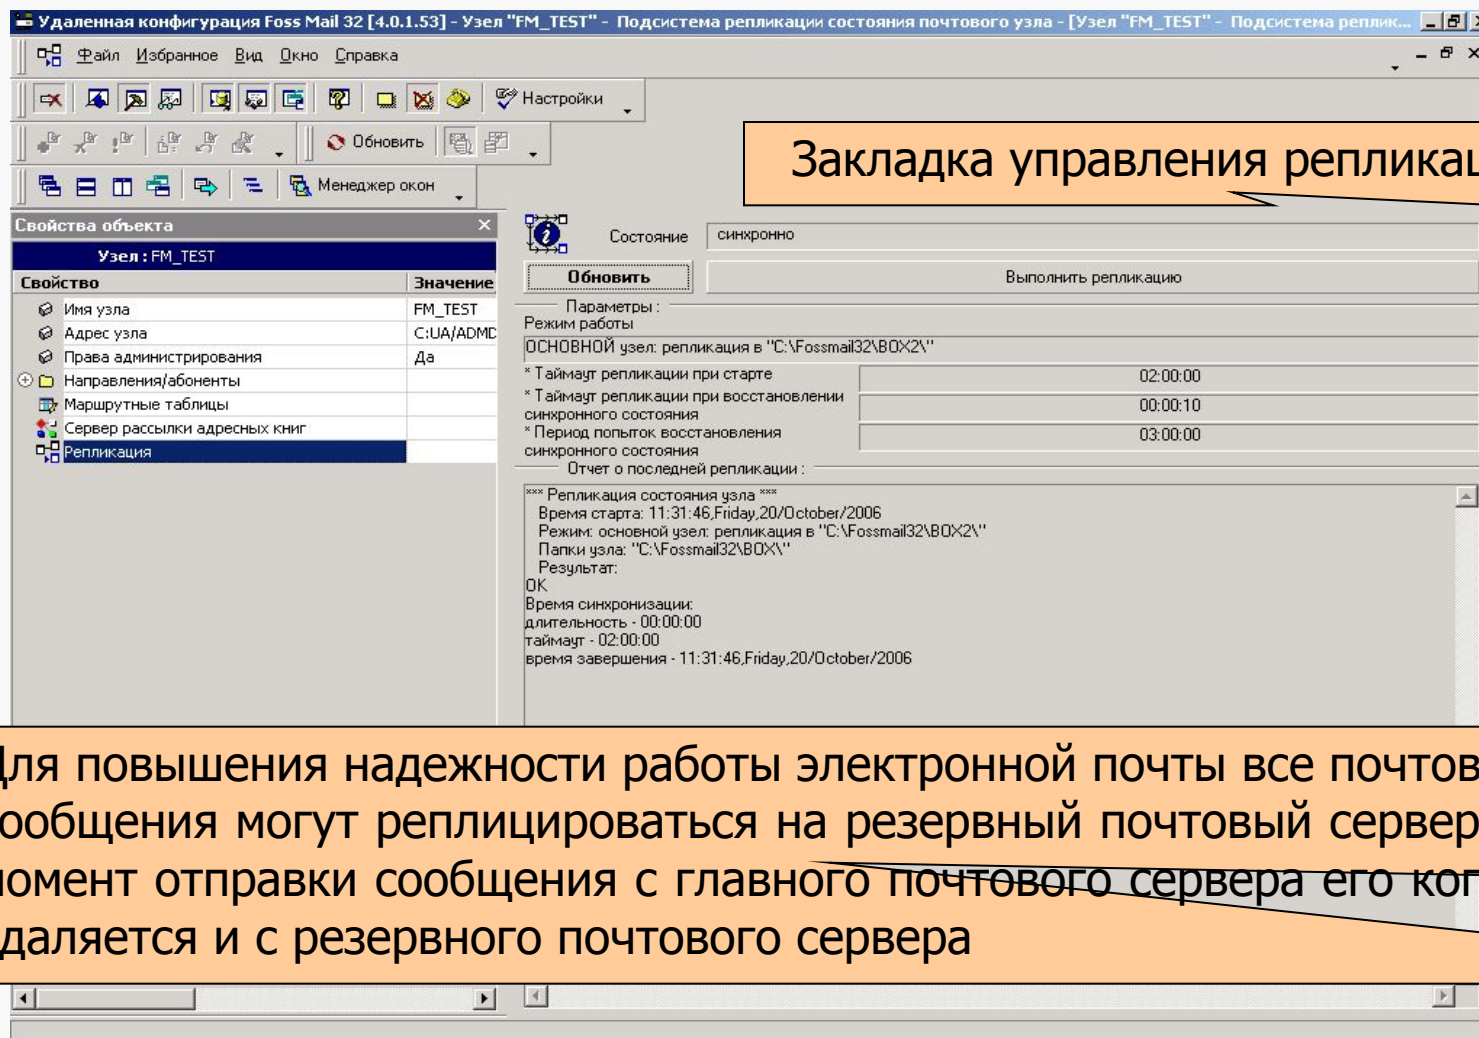 Удаленная конфигурация Foss Mail 32 [4.0.1.53] - Узел "FM_TEST" - Подсистема репликации состояния почтового узла - [Узел "FM_TEST" - Подсистема реплик...
Файл Избранное Вид Окно Справка
Настройки
Обновить
Менеджер окон
Закладка управления реплика
Свойства объекта
Узел : FM_TEST
Свойство Значение
Имя узла FM_TEST
Адрес узла C:UA/ADMD
Права администрирования Да
Направления/абоненты
Маршрутные таблицы
Сервер рассылки адресных книг
Репликация
Состояние синхронно
Обновить Выполнить репликацию
Параметры :
Режим работы
ОСНОВНОЙ узел: репликация в "C:\Fossmail32\BOX2\"
* Таймаут репликации при старте 02:00:00
* Таймаут репликации при восстановлении синхронного состояния 00:00:10
* Период попыток восстановления синхронного состояния 03:00:00
Отчет о последней репликации :
*** Репликация состояния узла ***
Время старта: 11:31:46,Friday,20/October/2006
Режим: основной узел: репликация в "C:\Fossmail32\BOX2\"
Папки узла: "C:\Fossmail32\BOX\"
Результат:
OK
Время синхронизации:
длительность - 00:00:00
таймаут - 02:00:00
время завершения - 11:31:46,Friday,20/October/2006
Для повышения надежности работы электронной почты все почтов
ообщения могут реплицироваться на резервный почтовый сервер
момент отправки сообщения с главного почтового сервера его коп
даляется и с резервного почтового сервера